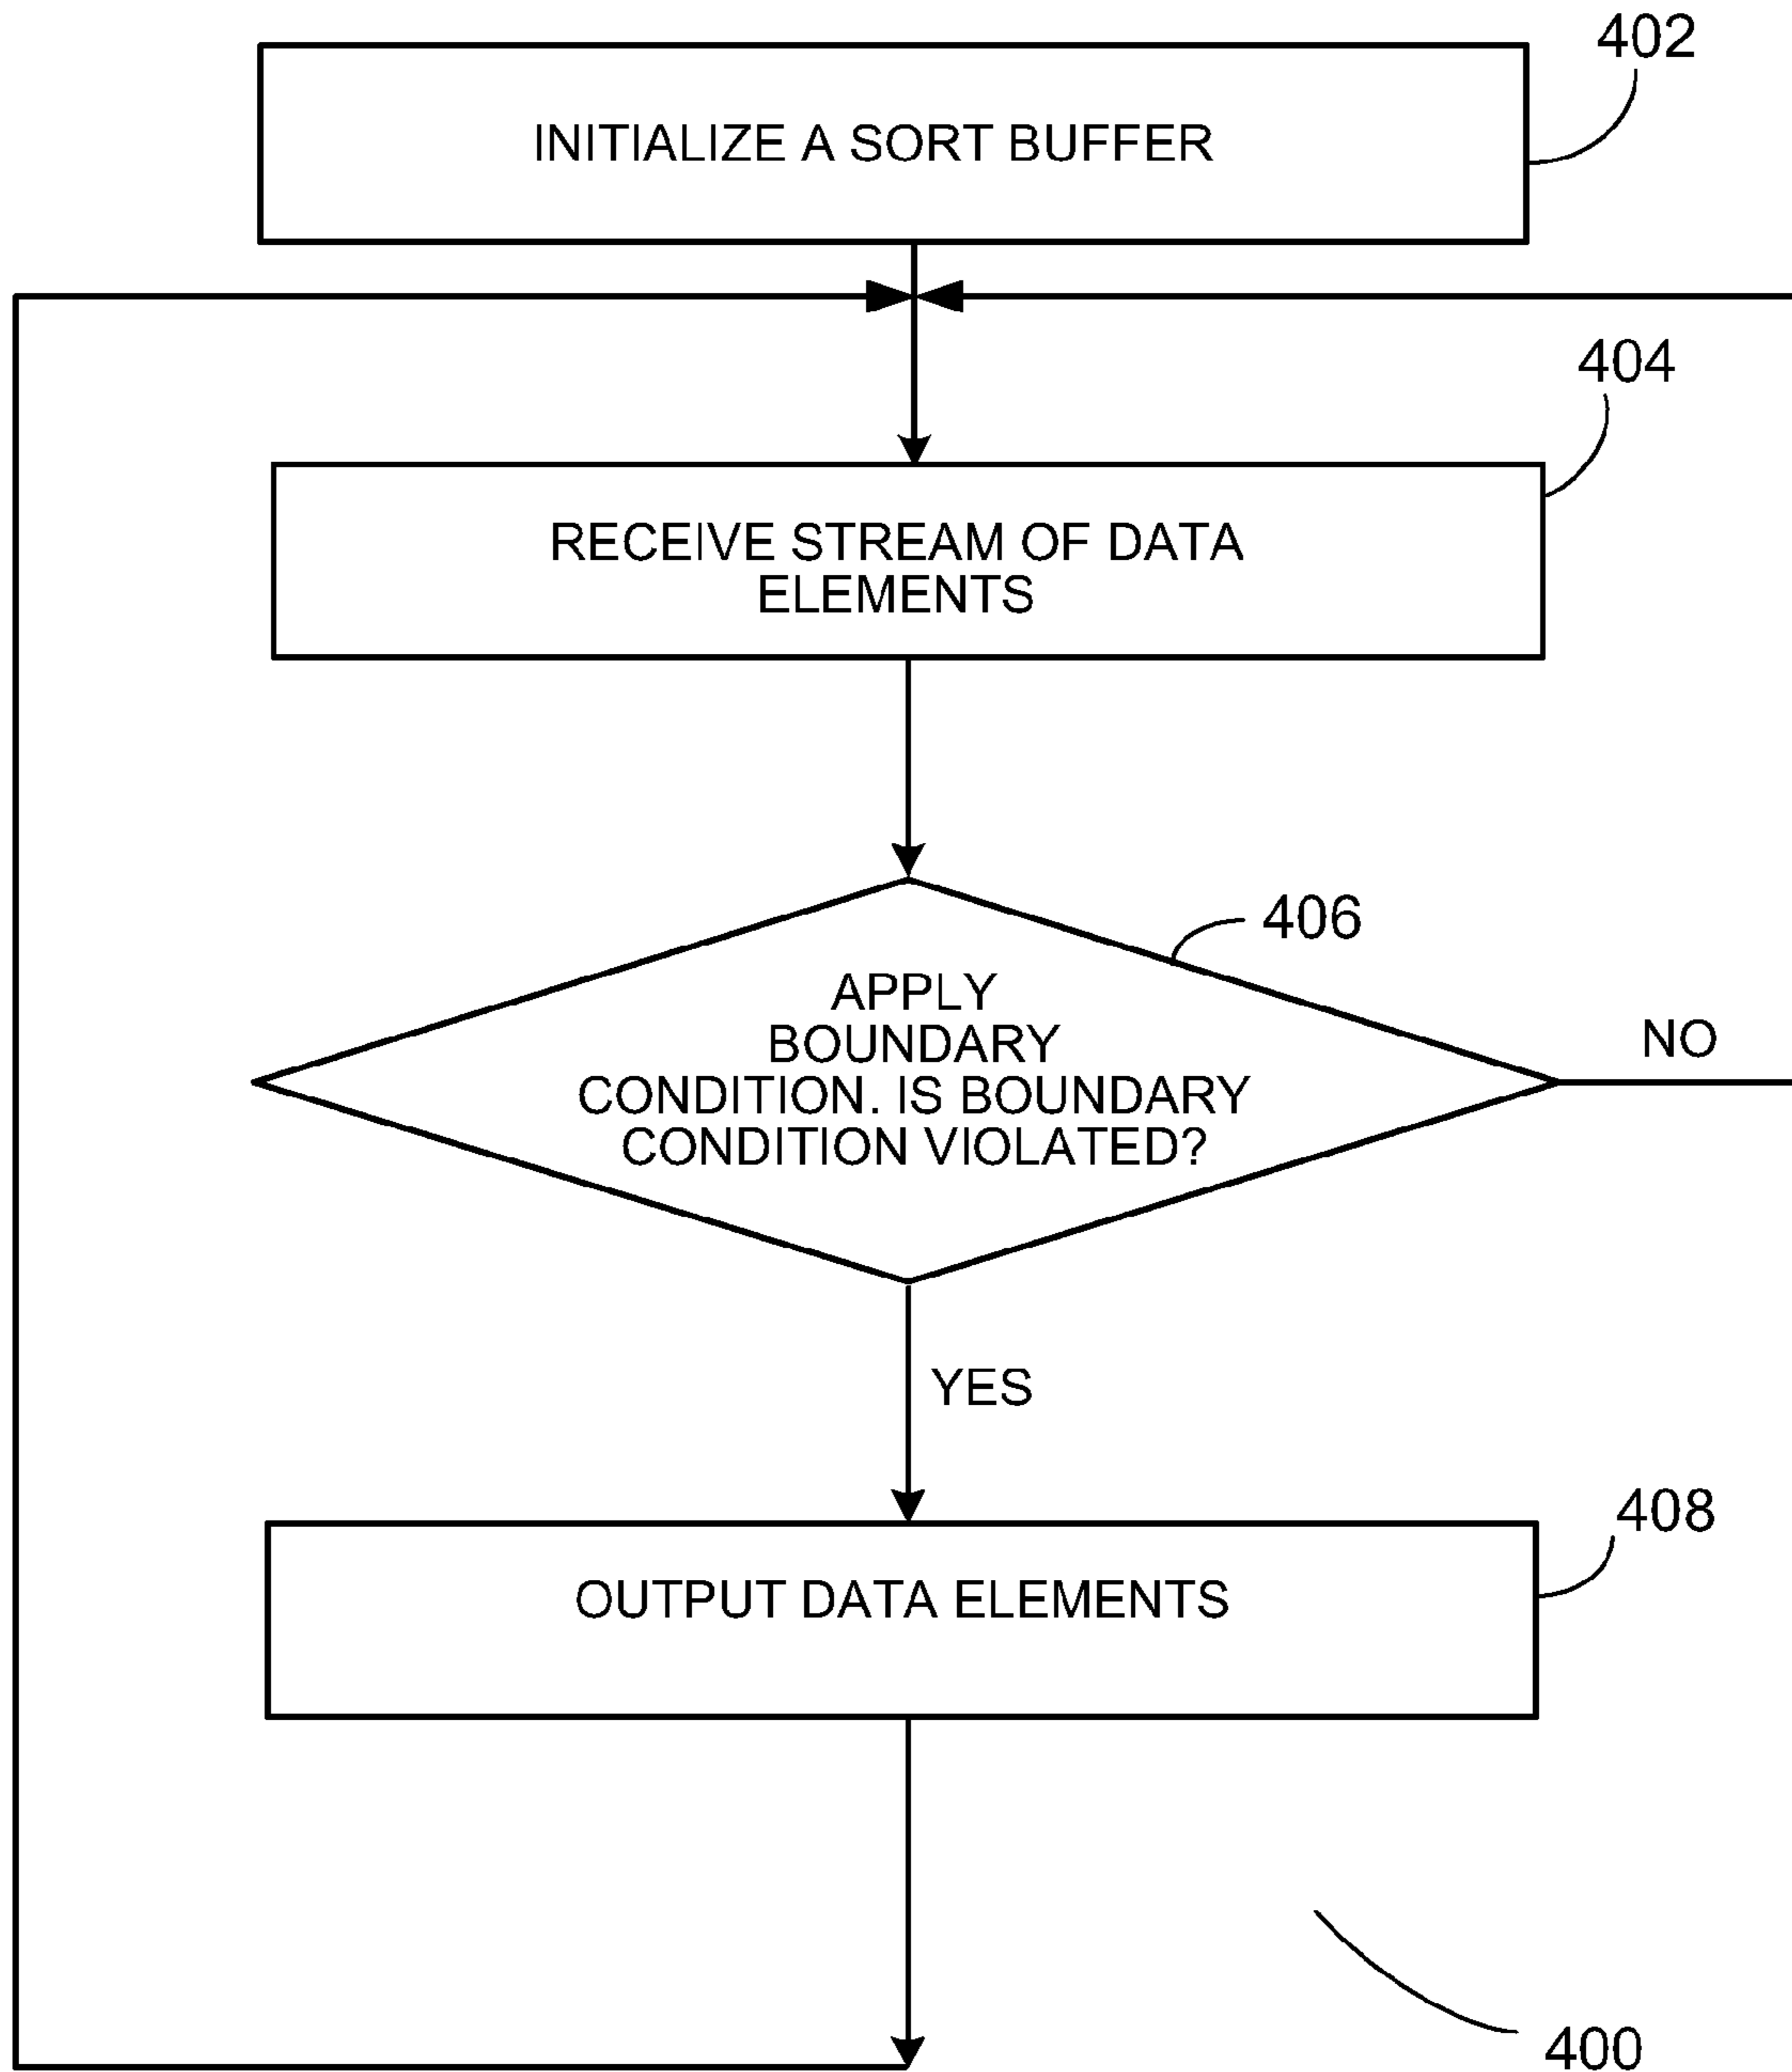 402
INITIALIZE A SORT BUFFER
404
RECEIVE STREAM OF DATA
ELEMENTS
406
APPLY
BOUNDARY
CONDITION. IS BOUNDARY
CONDITION VIOLATED?
NO
YES
408
OUTPUT DATA ELEMENTS
400